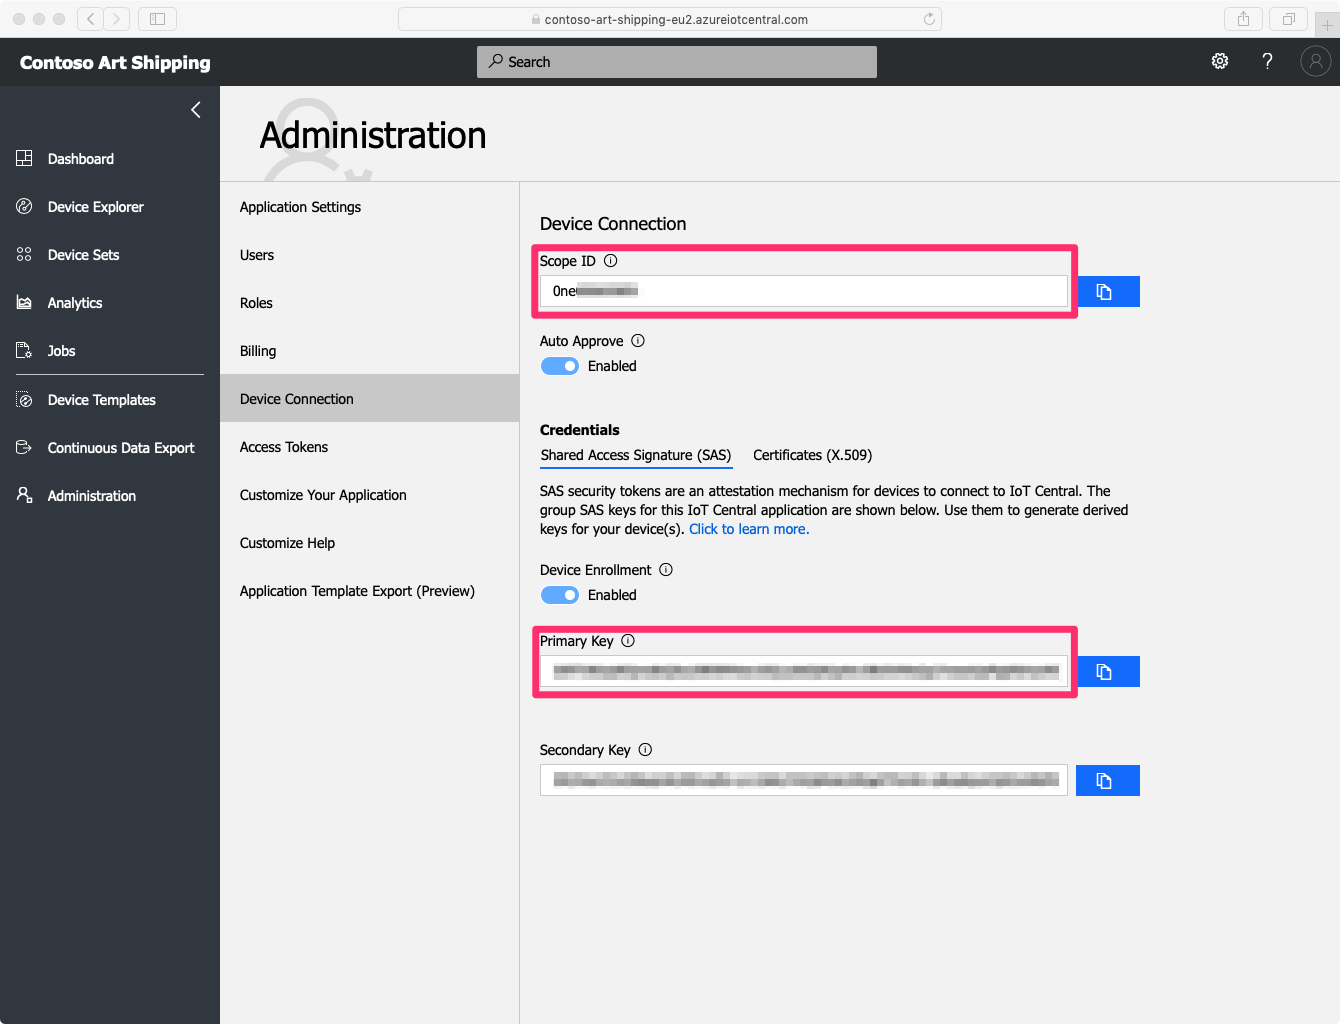 contoso-art-shipping-eu2.azureiotcentral.com
Contoso Art Shipping
Search
?
Dashboard
Device Explorer
Device Sets
Analytics
Jobs
Device Templates
Continuous Data Export
Administration
Administration
Application Settings
Users
Roles
Billing
Device Connection
Access Tokens
Customize Your Application
Customize Help
Application Template Export (Preview)
Device Connection
Scope ID
0ne
Auto Approve
Enabled
Credentials
Shared Access Signature (SAS) Certificates (X.509)
SAS security tokens are an attestation mechanism for devices to connect to IoT Central. The
group SAS keys for this IoT Central application are shown below. Use them to generate derived
keys for your device(s). Click to learn more.
Device Enrollment
Enabled
Primary Key
Secondary Key